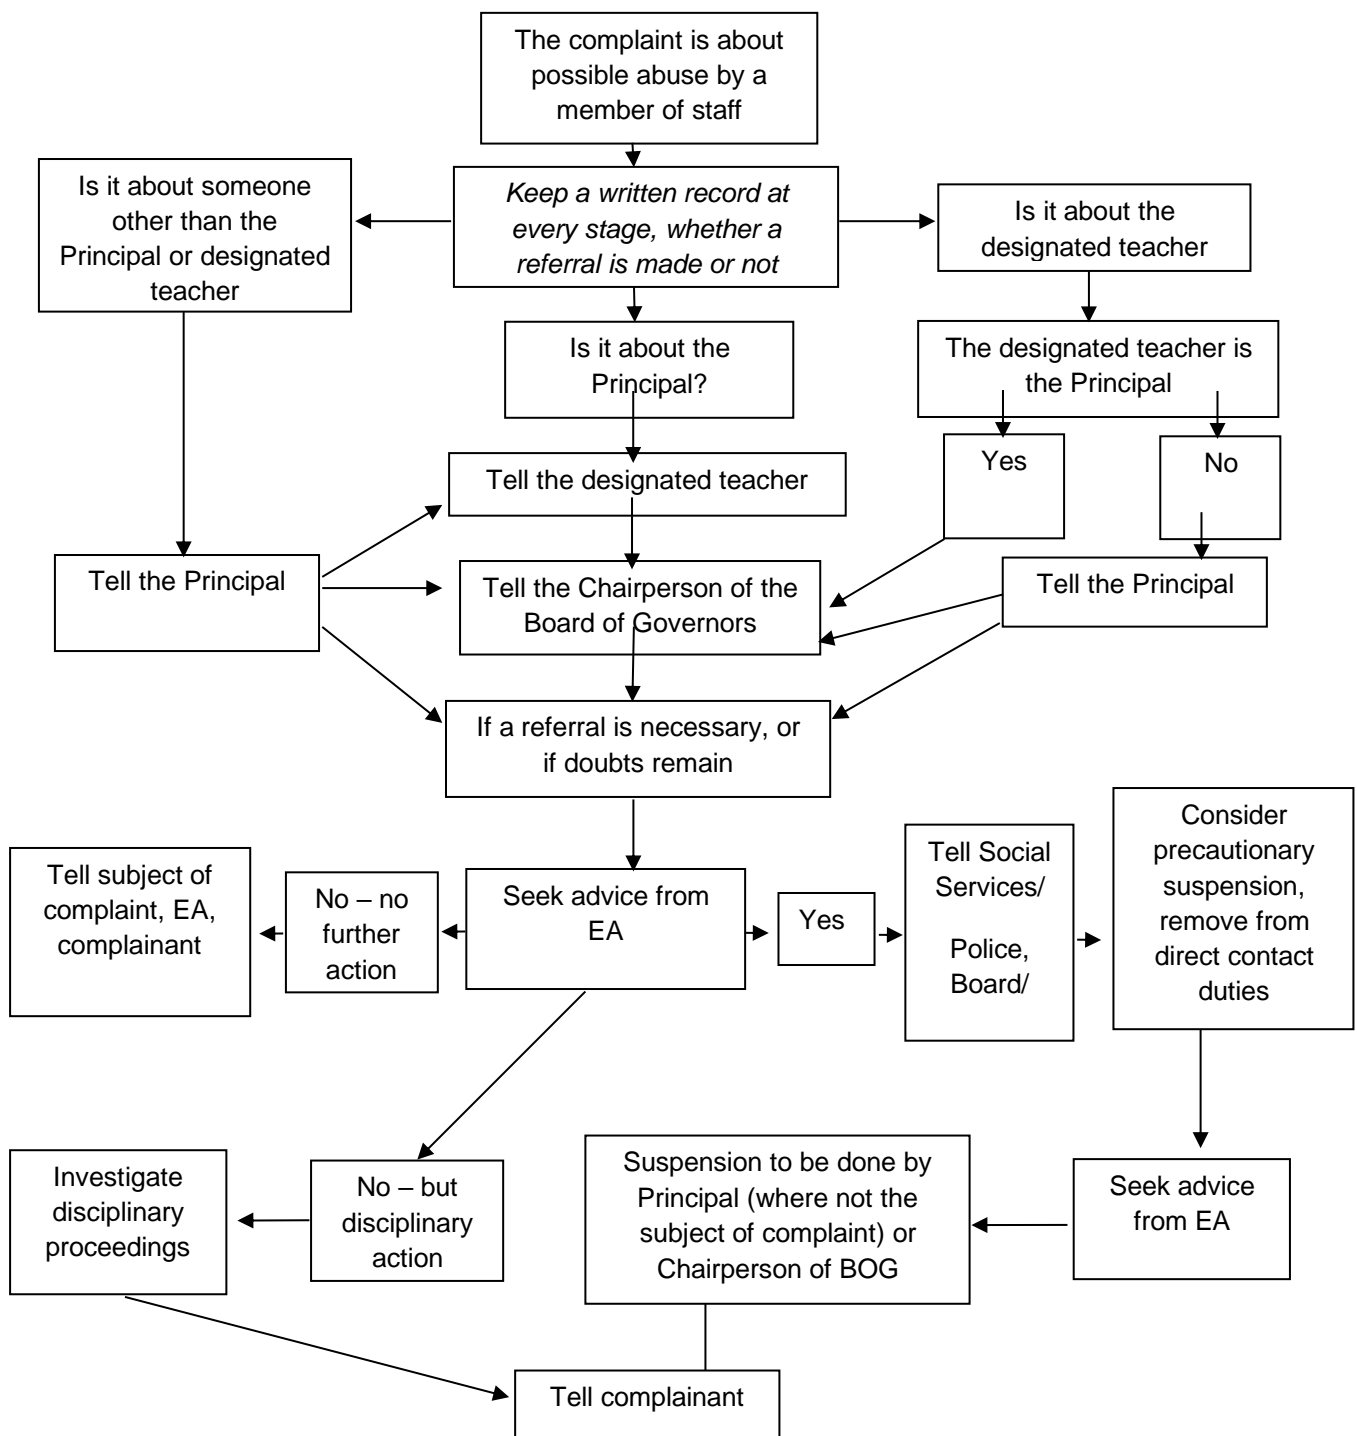 The complaint is about
possible abuse by a
member of staff
Is it about someone
other than the
Principal or designated
teacher
Keep a written record at
every stage, whether a
referral is made or not
Is it about the
designated teacher
Is it about the
Principal?
The designated teacher is
the Principal
Yes
No
Tell the designated teacher
Tell the Principal
Tell the Chairperson of the
Board of Governors
Tell the Principal
If a referral is necessary, or
if doubts remain
Tell subject of
complaint, EA,
complainant
No – no
further
action
Seek advice from
EA
Yes
Tell Social
Services/
Police,
Board/
Consider
precautionary
suspension,
remove from
direct contact
duties
Investigate
disciplinary
proceedings
No – but
disciplinary
action
Suspension to be done by
Principal (where not the
subject of complaint) or
Chairperson of BOG
Seek advice
from EA
Tell complainant